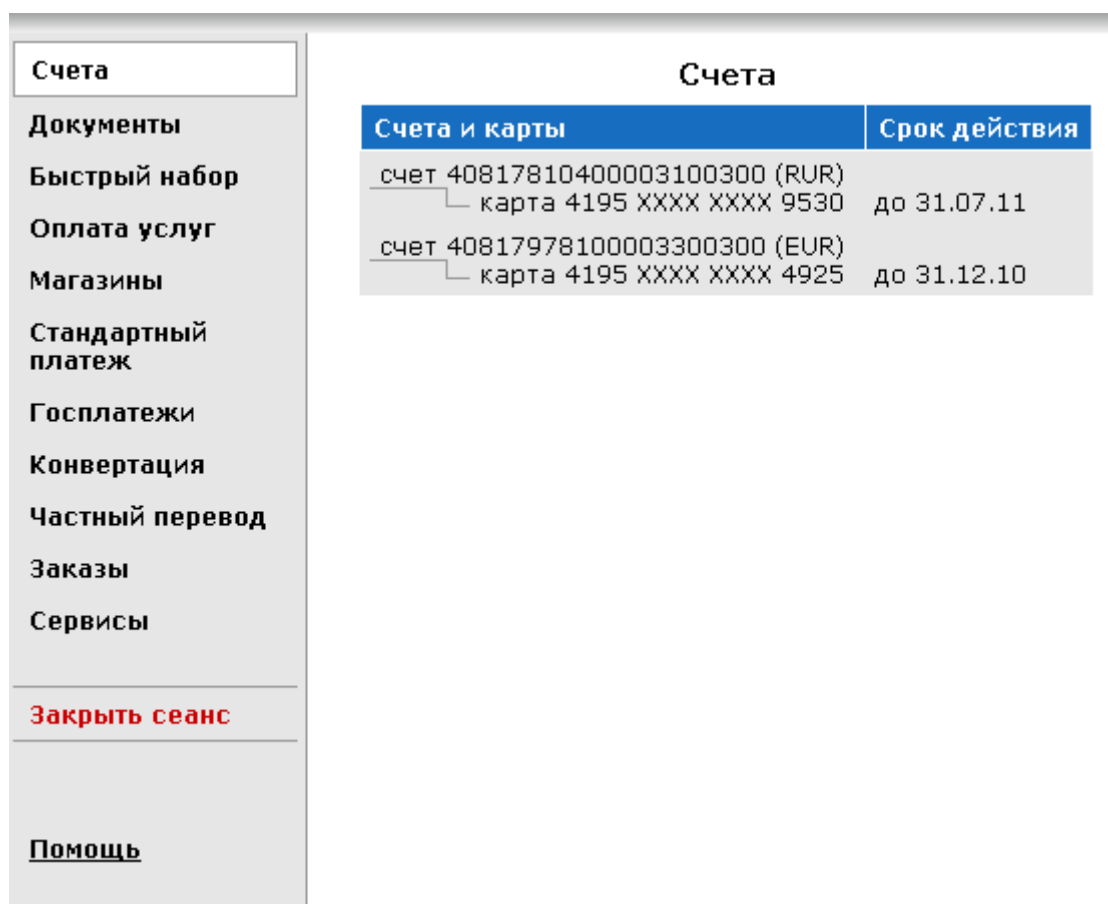 Счета
Документы
Быстрый набор
Оплата услуг
Магазины
Стандартный
платеж
Госплатежи
Конвертация
Частный перевод
Заказы
Сервисы
Закрыть сеанс
Помощь
Счета
Счета и карты Срок действия
счет 40817810400003100300 (RUR)
карта 4195 XXXX XXXX 9530 до 31.07.11
счет 40817978100003300300 (EUR)
карта 4195 XXXX XXXX 4925 до 31.12.10